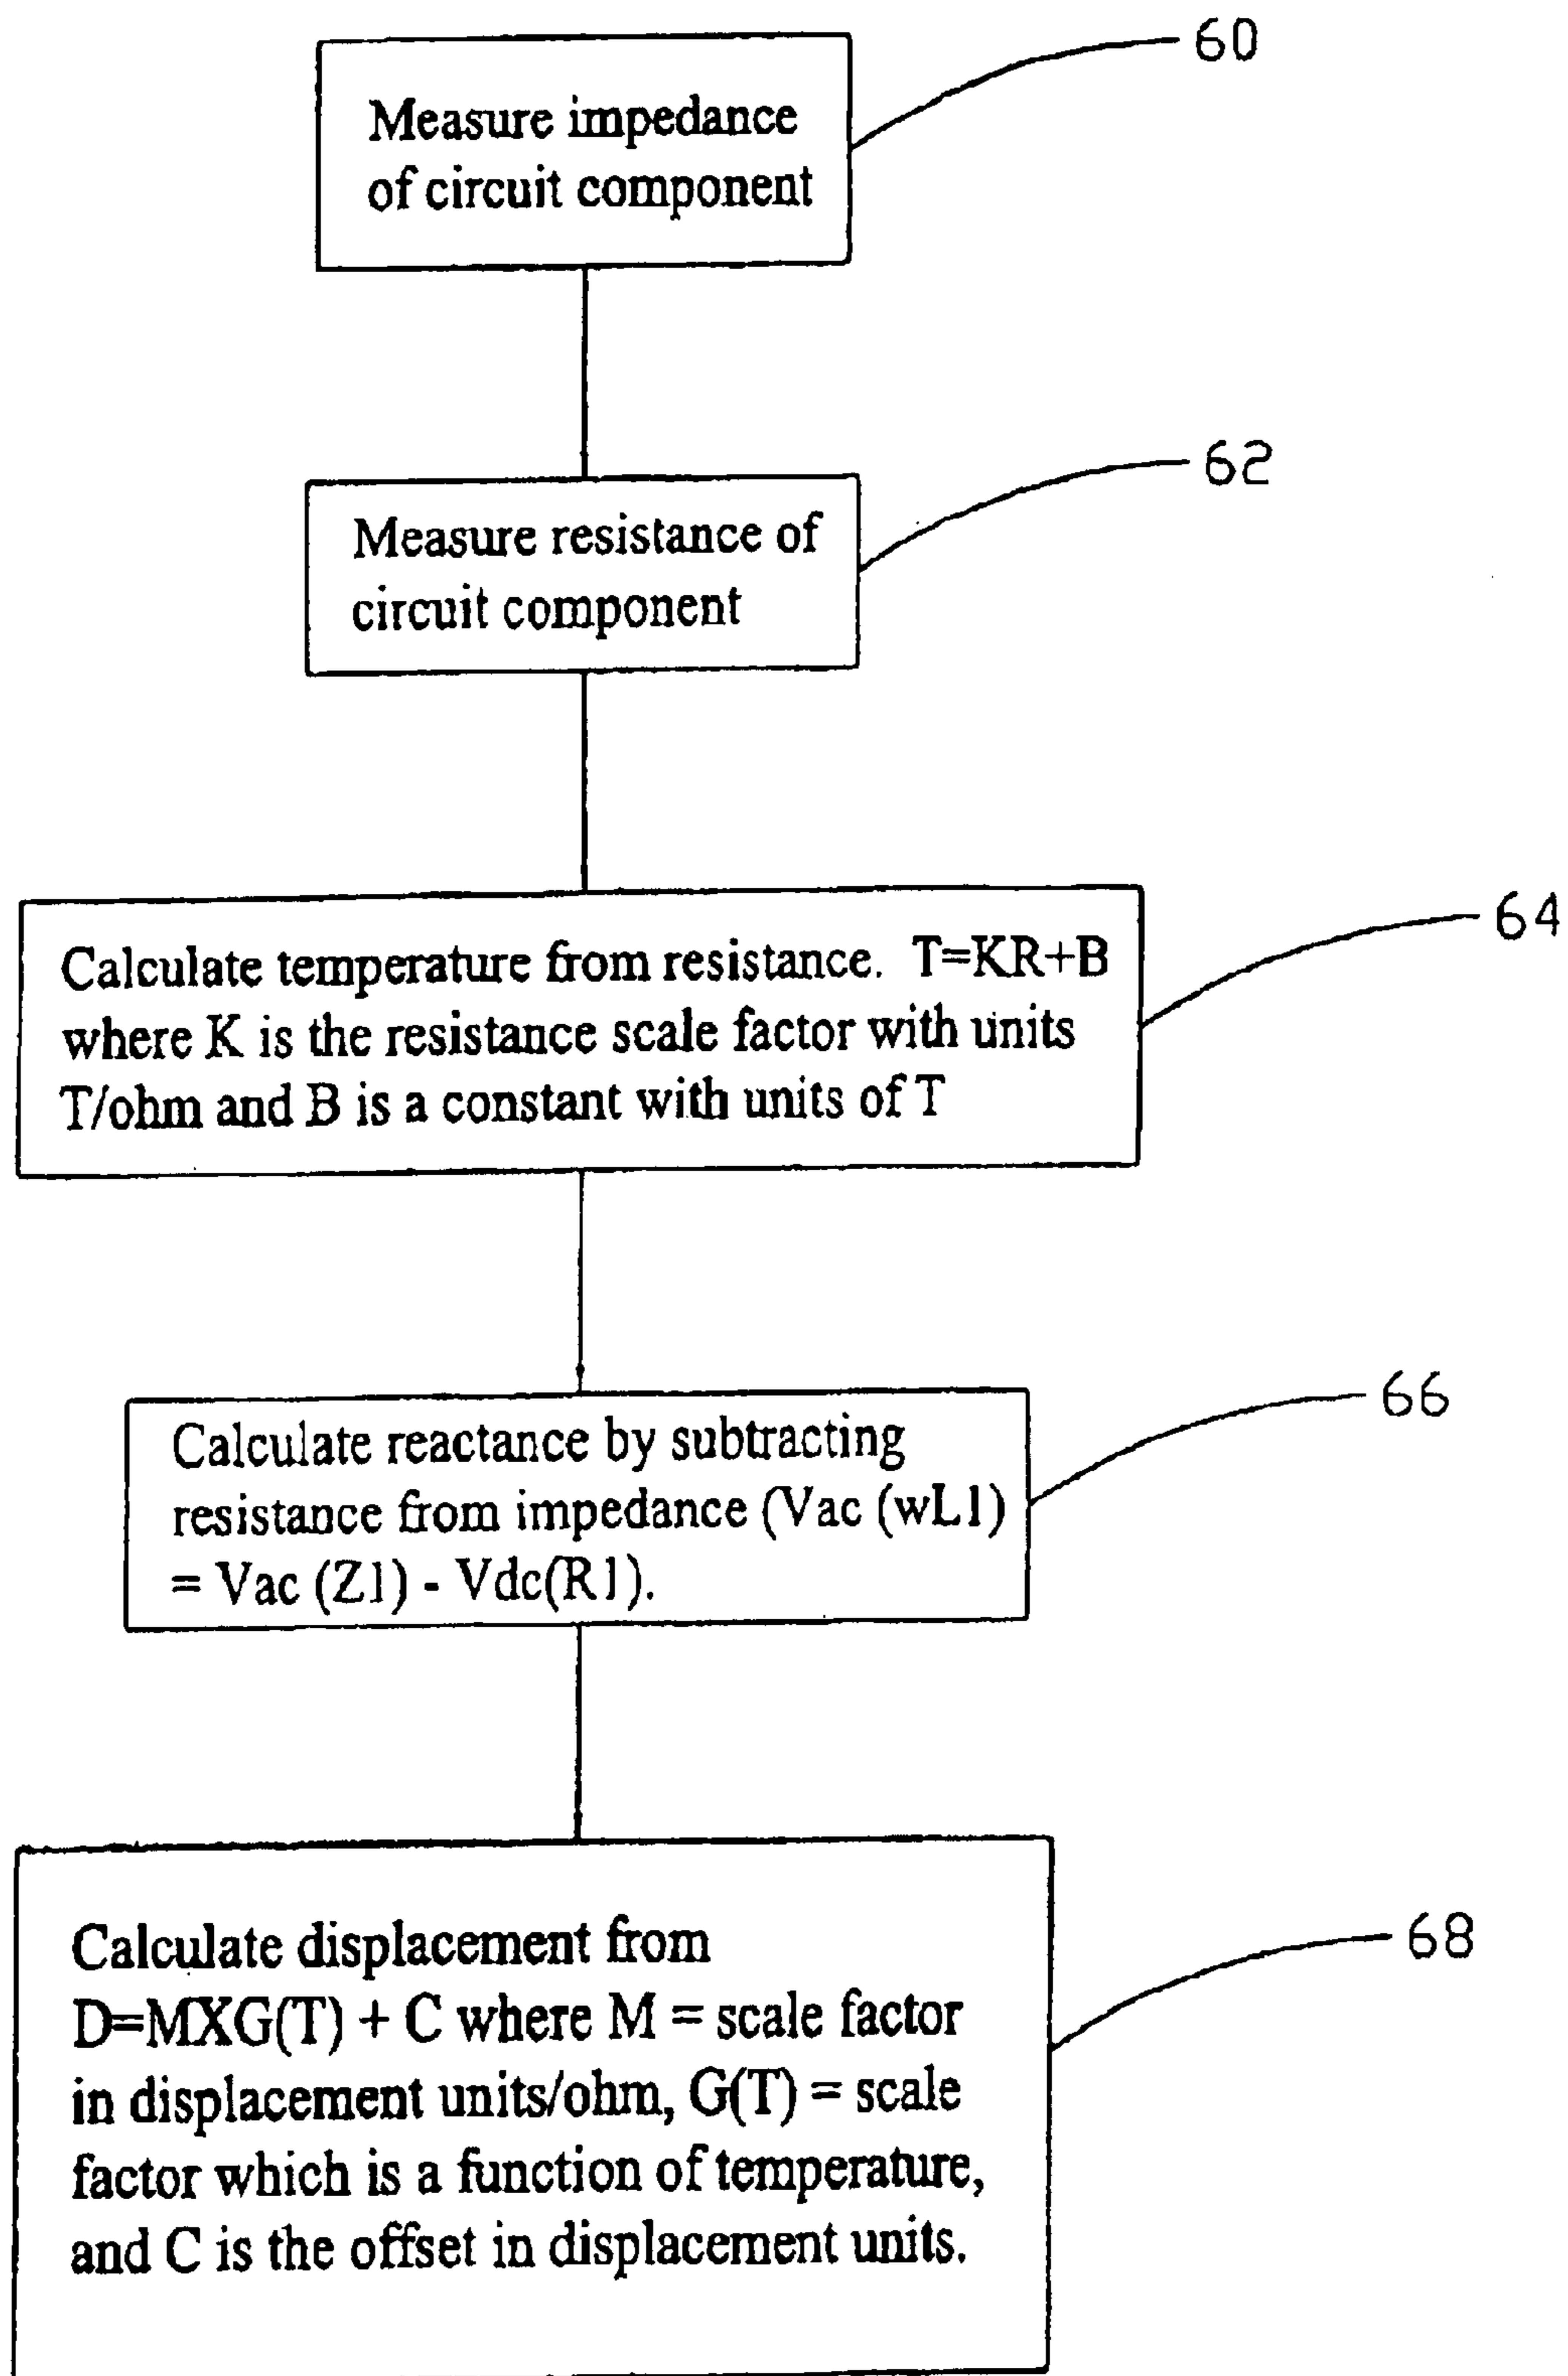 60
Measure impedance
of circuit component
62
Measure resistance of
circuit component
64
Calculate temperature from resistance. T=KR+B
where K is the resistance scale factor with units
T/ohm and B is a constant with units of T
66
Calculate reactance by subtracting
resistance from impedance (Vac (wL1)
= Vac (Z1) - Vdc(R1).
68
Calculate displacement from
D=MXG(T) + C where M = scale factor
in displacement units/ohm, G(T) = scale
factor which is a function of temperature,
and C is the offset in displacement units.